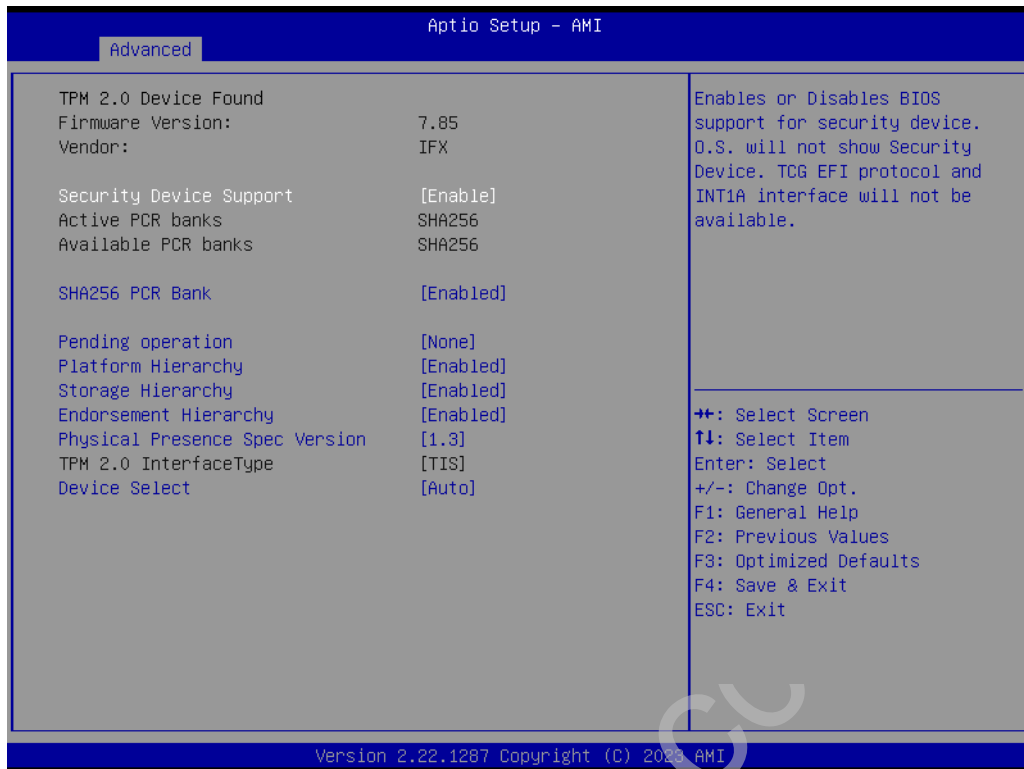 Aptio Setup – AMI
Advanced
TPM 2.0 Device Found
Firmware Version: 7.85
Vendor: IFX
Security Device Support [Enable]
Active PCR banks SHA256
Available PCR banks SHA256
SHA256 PCR Bank [Enabled]
Pending operation [None]
Platform Hierarchy [Enabled]
Storage Hierarchy [Enabled]
Endorsement Hierarchy [Enabled]
Physical Presence Spec Version [1.3]
TPM 2.0 InterfaceType [TIS]
Device Select [Auto]
Enables or Disables BIOS
support for security device.
O.S. will not show Security
Device. TCG EFI protocol and
INT1A interface will not be
available.
→←: Select Screen
↑↓: Select Item
Enter: Select
+/-: Change Opt.
F1: General Help
F2: Previous Values
F3: Optimized Defaults
F4: Save & Exit
ESC: Exit
Version 2.22.1287 Copyright (C) 2023 AMI